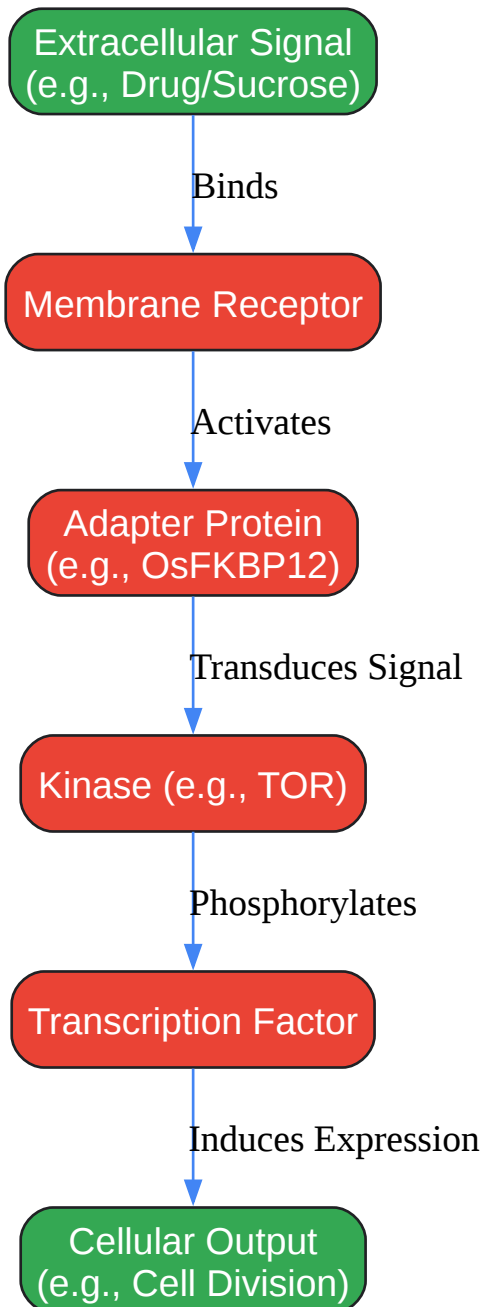 Extracellular Signal
(e.g., Drug/Sucrose)
Binds
Membrane Receptor
Activates
Adapter Protein
(e.g., OsFKBP12)
Transduces Signal
Kinase (e.g., TOR)
Phosphorylates
Transcription Factor
Induces Expression
Cellular Output
(e.g., Cell Division)